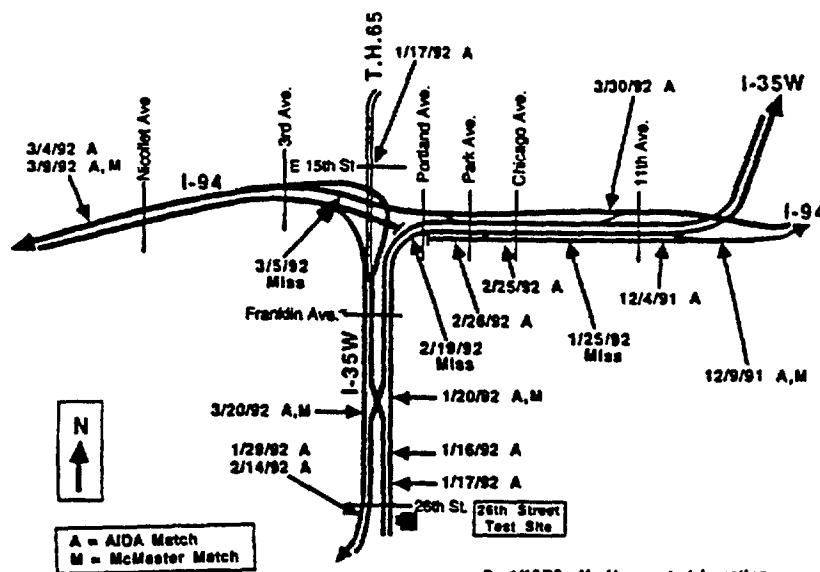 T.H.65
1/17/92 A
3/30/92 A
I-35W
Nicollet Ave
3rd Ave.
E 15th St
Portland Ave.
Park Ave.
Chicago Ave.
11th Ave.
3/4/92 A
3/9/92 A, M
I-94
I-94
3/5/92
Miss
2/25/92 A
12/4/91 A
Franklin Ave.
2/26/92 A
1/25/92
Miss
2/19/92
Miss
12/9/91 A, M
I-35W
3/20/92 A, M
1/20/92 A, M
N
1/29/92 A
2/14/92 A
1/16/92 A
1/17/92 A
26th St.
26th Street
Test Site
A = AIDA Match
M = McMaster Match